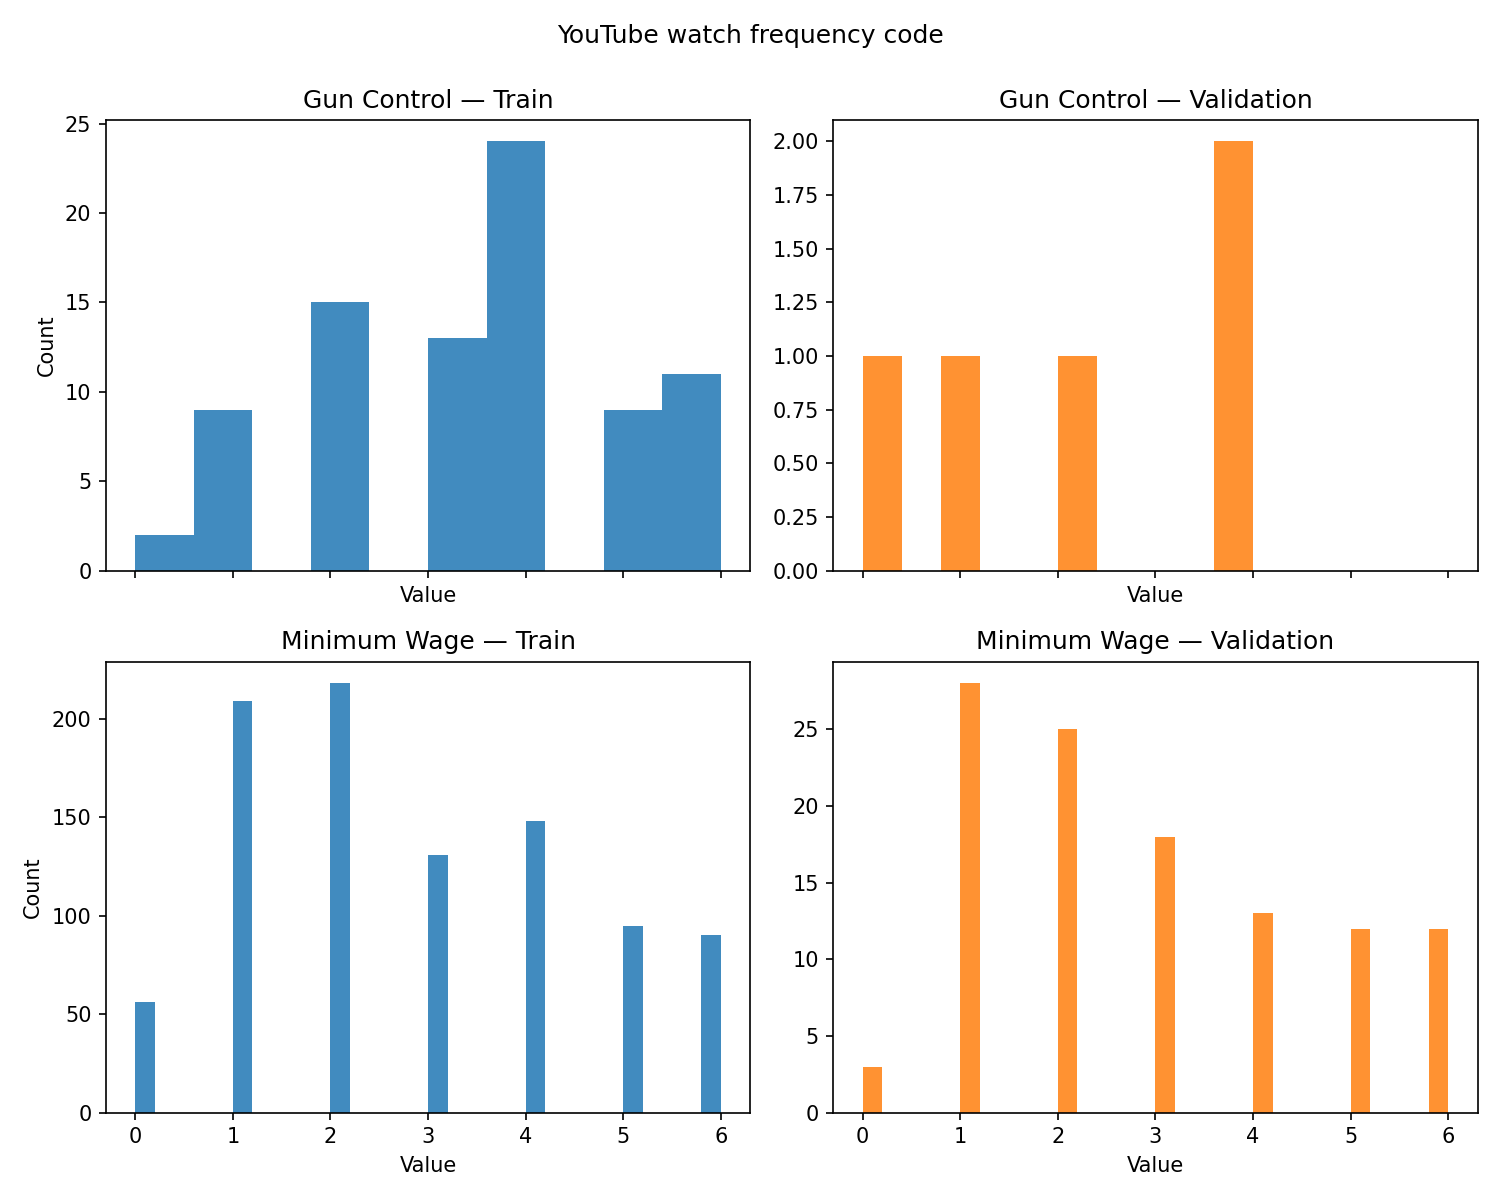 YouTube watch frequency code
Gun Control — Train
25
20
15
10
5
0
Count
Value
Gun Control — Validation
2.00
1.75
1.50
1.25
1.00
0.75
0.50
0.25
0.00
Value
Minimum Wage — Train
200
150
100
50
0
Count
0 1 2 3 4 5 6
Value
Minimum Wage — Validation
25
20
15
10
5
0
0 1 2 3 4 5 6
Value